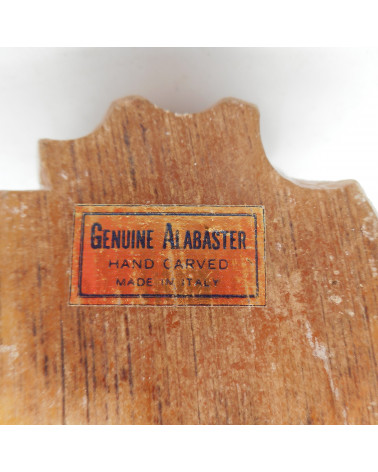 GENUINE ALABASTER
HAND CARVED
MADE IN ITALY